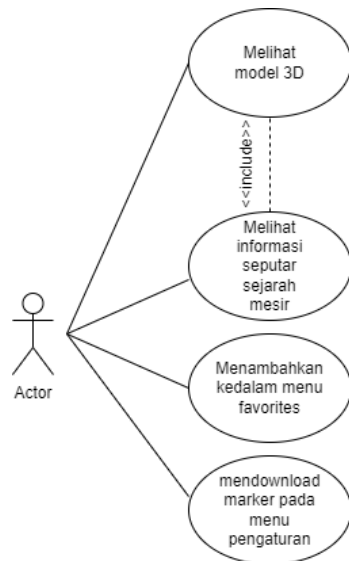 Melihat
model 3D
<<include>>
Melihat
informasi
seputar
sejarah
mesir
Actor
Menambahkan
kedalam menu
favorites
mendownload
marker pada
menu
pengaturan